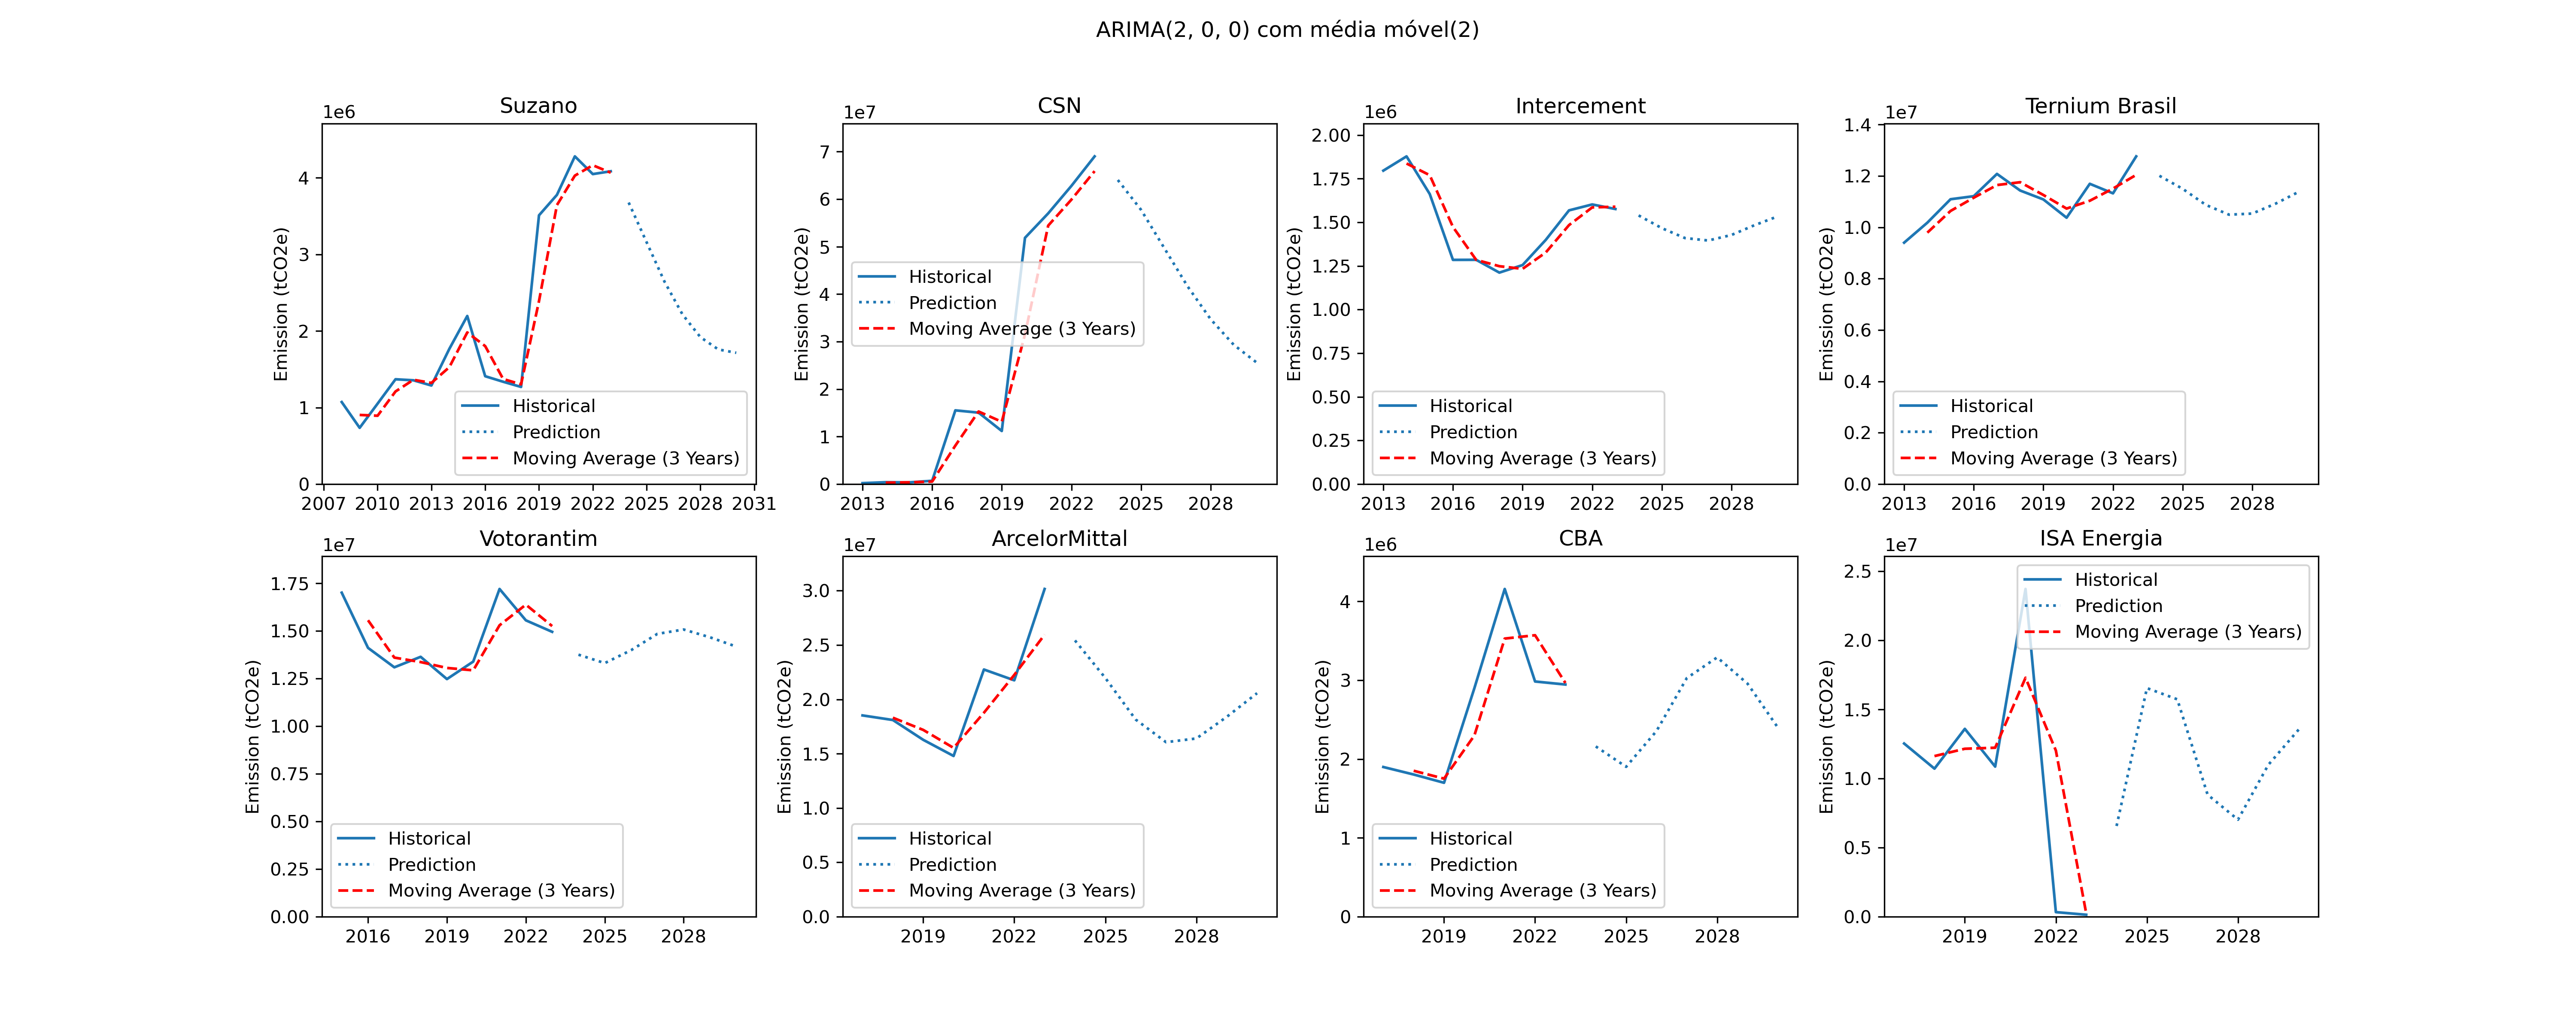 ARIMA(2, 0, 0) com média móvel(2)
Suzano
1e6
Emission (tCO2e)
4
3
2
1
0
2007 2010 2013 2016 2019 2022 2025 2028 2031
Historical
Prediction
Moving Average (3 Years)
CSN
1e7
Emission (tCO2e)
7
6
5
4
3
2
1
0
2013 2016 2019 2022 2025 2028
Historical
Prediction
Moving Average (3 Years)
Intercement
1e6
Emission (tCO2e)
2.00
1.75
1.50
1.25
1.00
0.75
0.50
0.25
0.00
2013 2016 2019 2022 2025 2028
Historical
Prediction
Moving Average (3 Years)
Ternium Brasil
1e7
Emission (tCO2e)
1.4
1.2
1.0
0.8
0.6
0.4
0.2
0.0
2013 2016 2019 2022 2025 2028
Historical
Prediction
Moving Average (3 Years)
Votorantim
1e7
Emission (tCO2e)
1.75
1.50
1.25
1.00
0.75
0.50
0.25
0.00
2016 2019 2022 2025 2028
Historical
Prediction
Moving Average (3 Years)
ArcelorMittal
1e7
Emission (tCO2e)
3.0
2.5
2.0
1.5
1.0
0.5
0.0
2019 2022 2025 2028
Historical
Prediction
Moving Average (3 Years)
CBA
1e6
Emission (tCO2e)
4
3
2
1
0
2019 2022 2025 2028
Historical
Prediction
Moving Average (3 Years)
ISA Energia
1e7
Emission (tCO2e)
2.5
2.0
1.5
1.0
0.5
0.0
2019 2022 2025 2028
Historical
Prediction
Moving Average (3 Years)